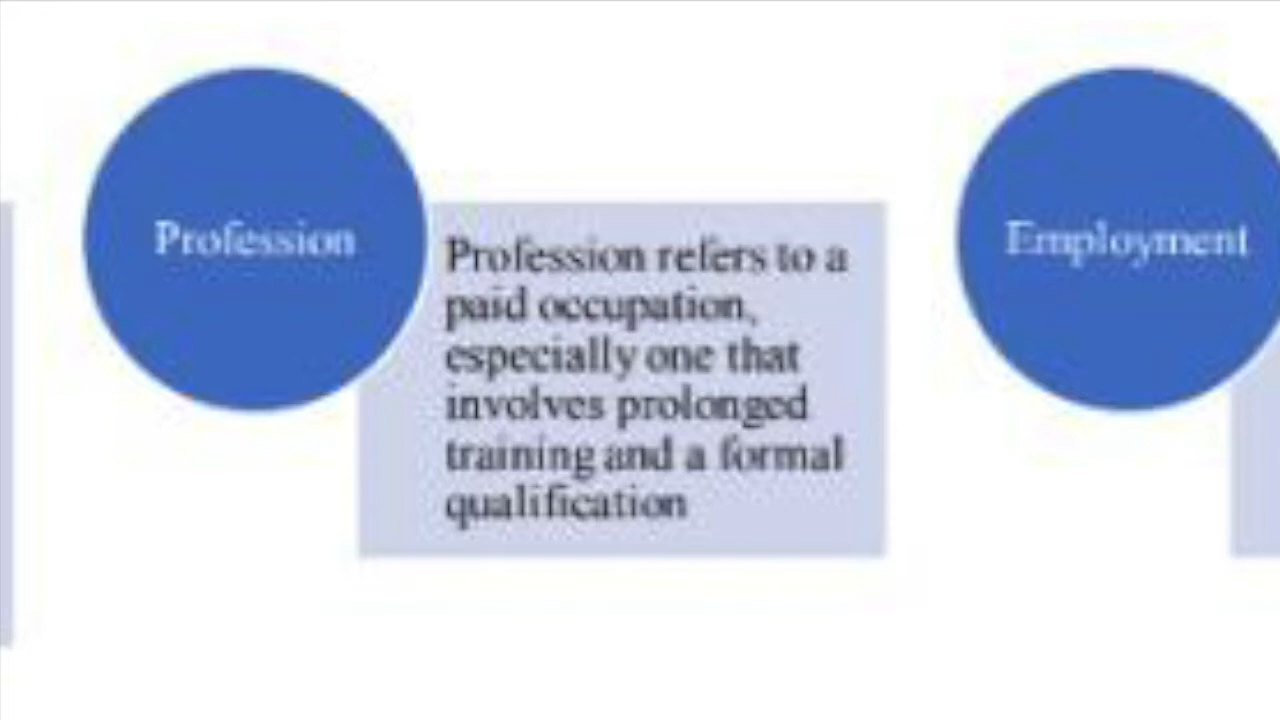 Profession
Profession refers to a
paid occupation,
especially one that
involves prolonged
training and a formal
qualification
Employment